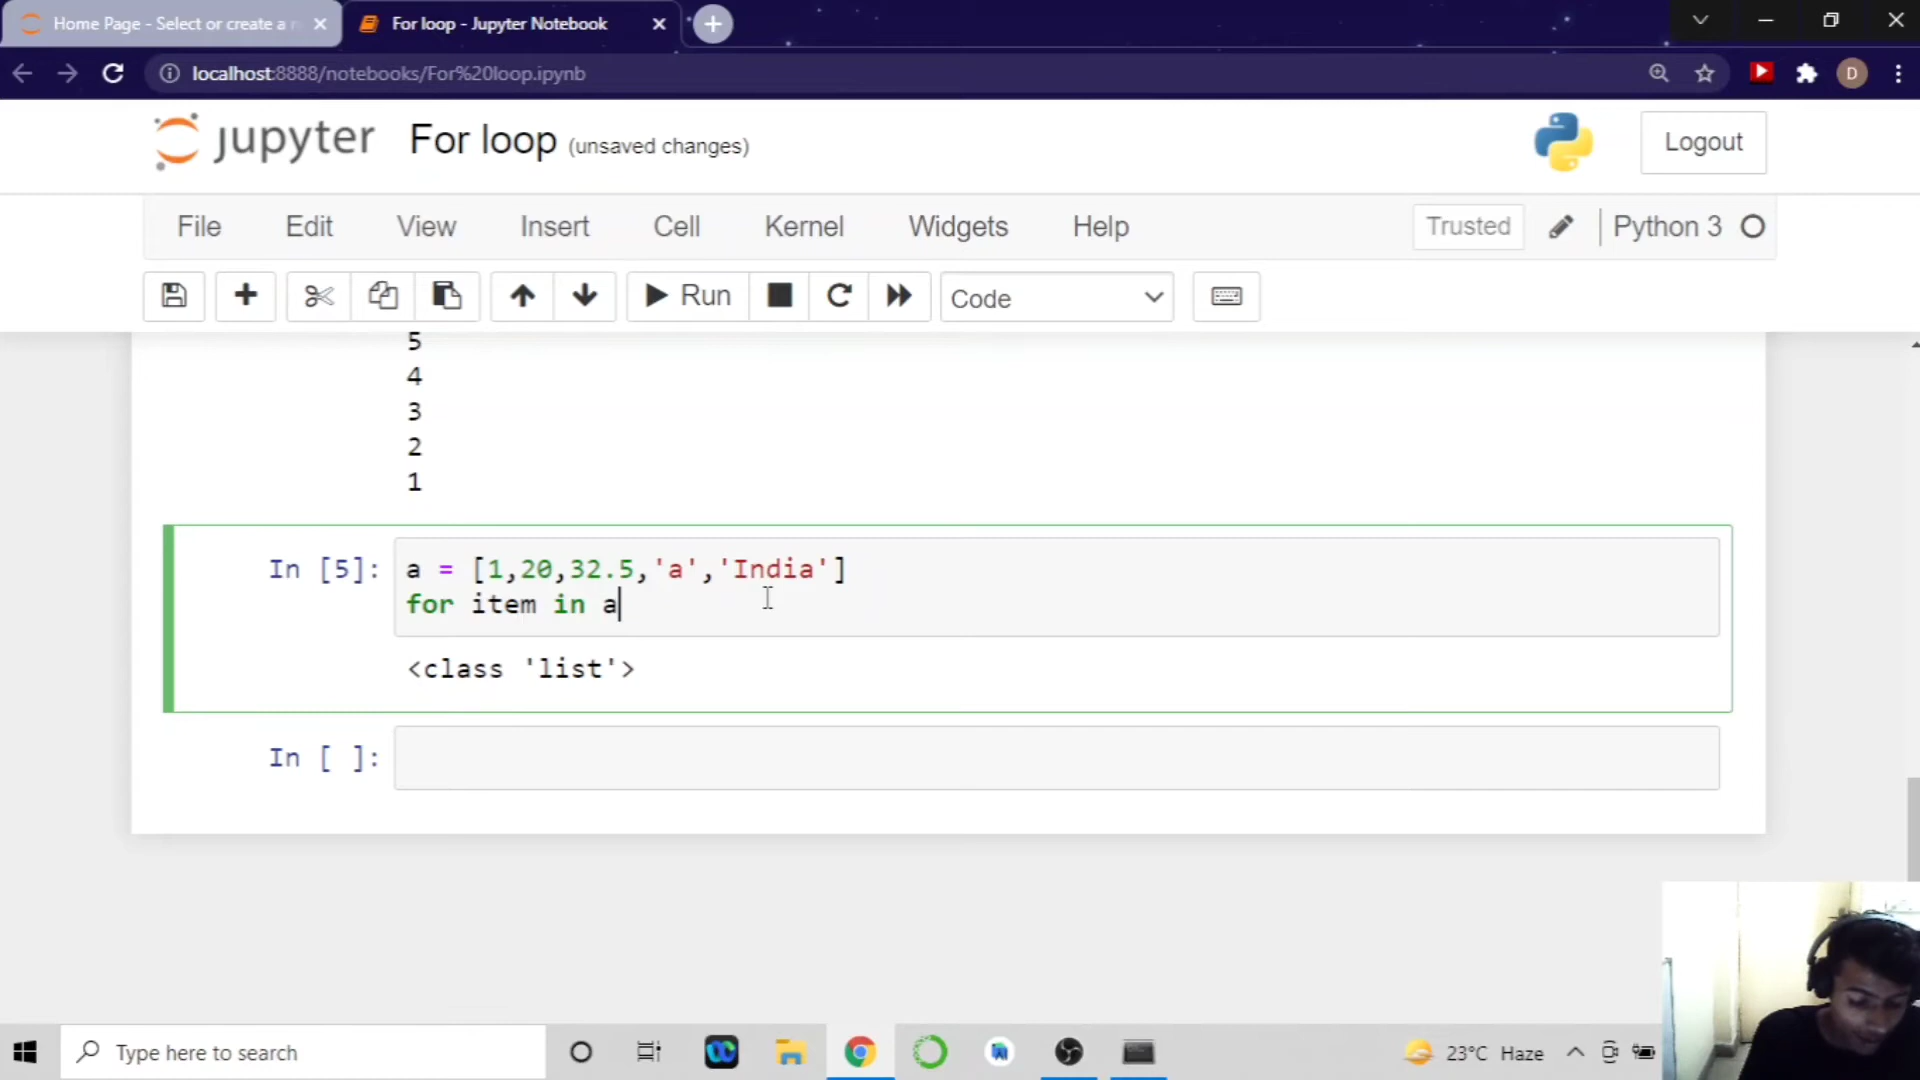 Home Page - Select or create a n
For loop - Jupyter Notebook
localhost:8888/notebooks/For%20loop.ipynb
D
jupyter
For loop (unsaved changes)
Logout
File Edit View Insert Cell Kernel Widgets Help
Trusted
Python 3
Run
Code
5
4
3
2
1
In [5]:
a = [1,20,32.5,'a','India']
for item in a
<class 'list'>
In [ ]:
Type here to search
23°C Haze